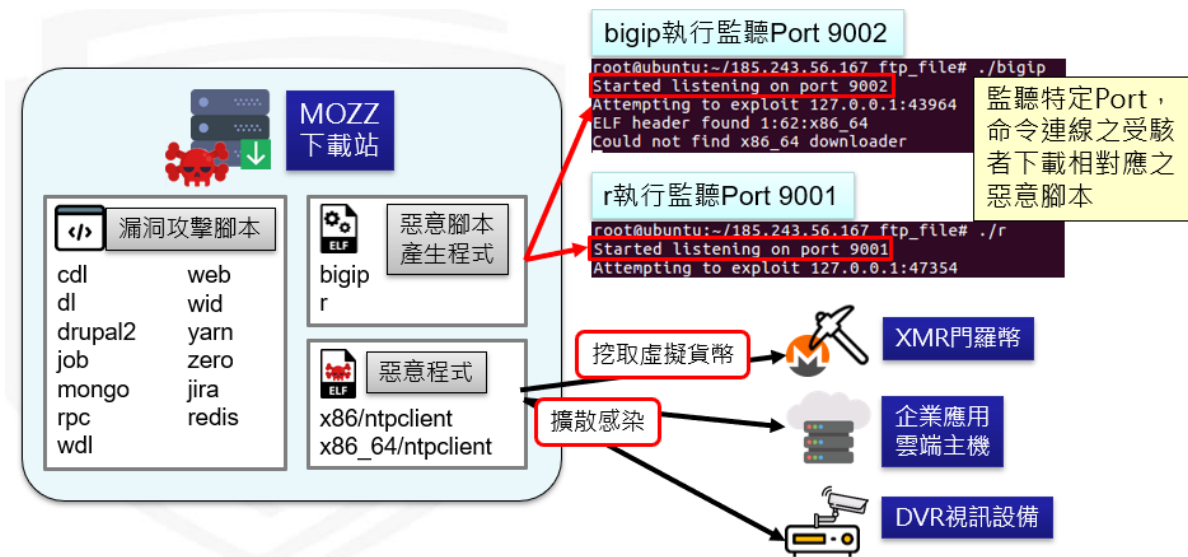 MOZZ
下載站
</>
漏洞攻擊腳本
cdl
dl
drupal2
job
mongo
rpc
wdl
web
wid
yarn
zero
jira
redis
ELF
惡意腳本
產生程式
bigip
r
ELF
惡意程式
x86/ntpclient
x86_64/ntpclient
bigip執行監聽Port 9002
root@ubuntu:~/185.243.56.167_ftp_file# ./bigip
Started listening on port 9002
Attempting to exploit 127.0.0.1:43964
ELF header found 1:62:x86_64
Could not find x86_64 downloader
監聽特定Port，
命令連線之受駭
者下載相對應之
惡意腳本
r執行監聽Port 9001
root@ubuntu:~/185.243.56.167_ftp_file# ./r
Started listening on port 9001
Attempting to exploit 127.0.0.1:47354
挖取虛擬貨幣
XMR門羅幣
擴散感染
企業應用
雲端主機
DVR視訊設備